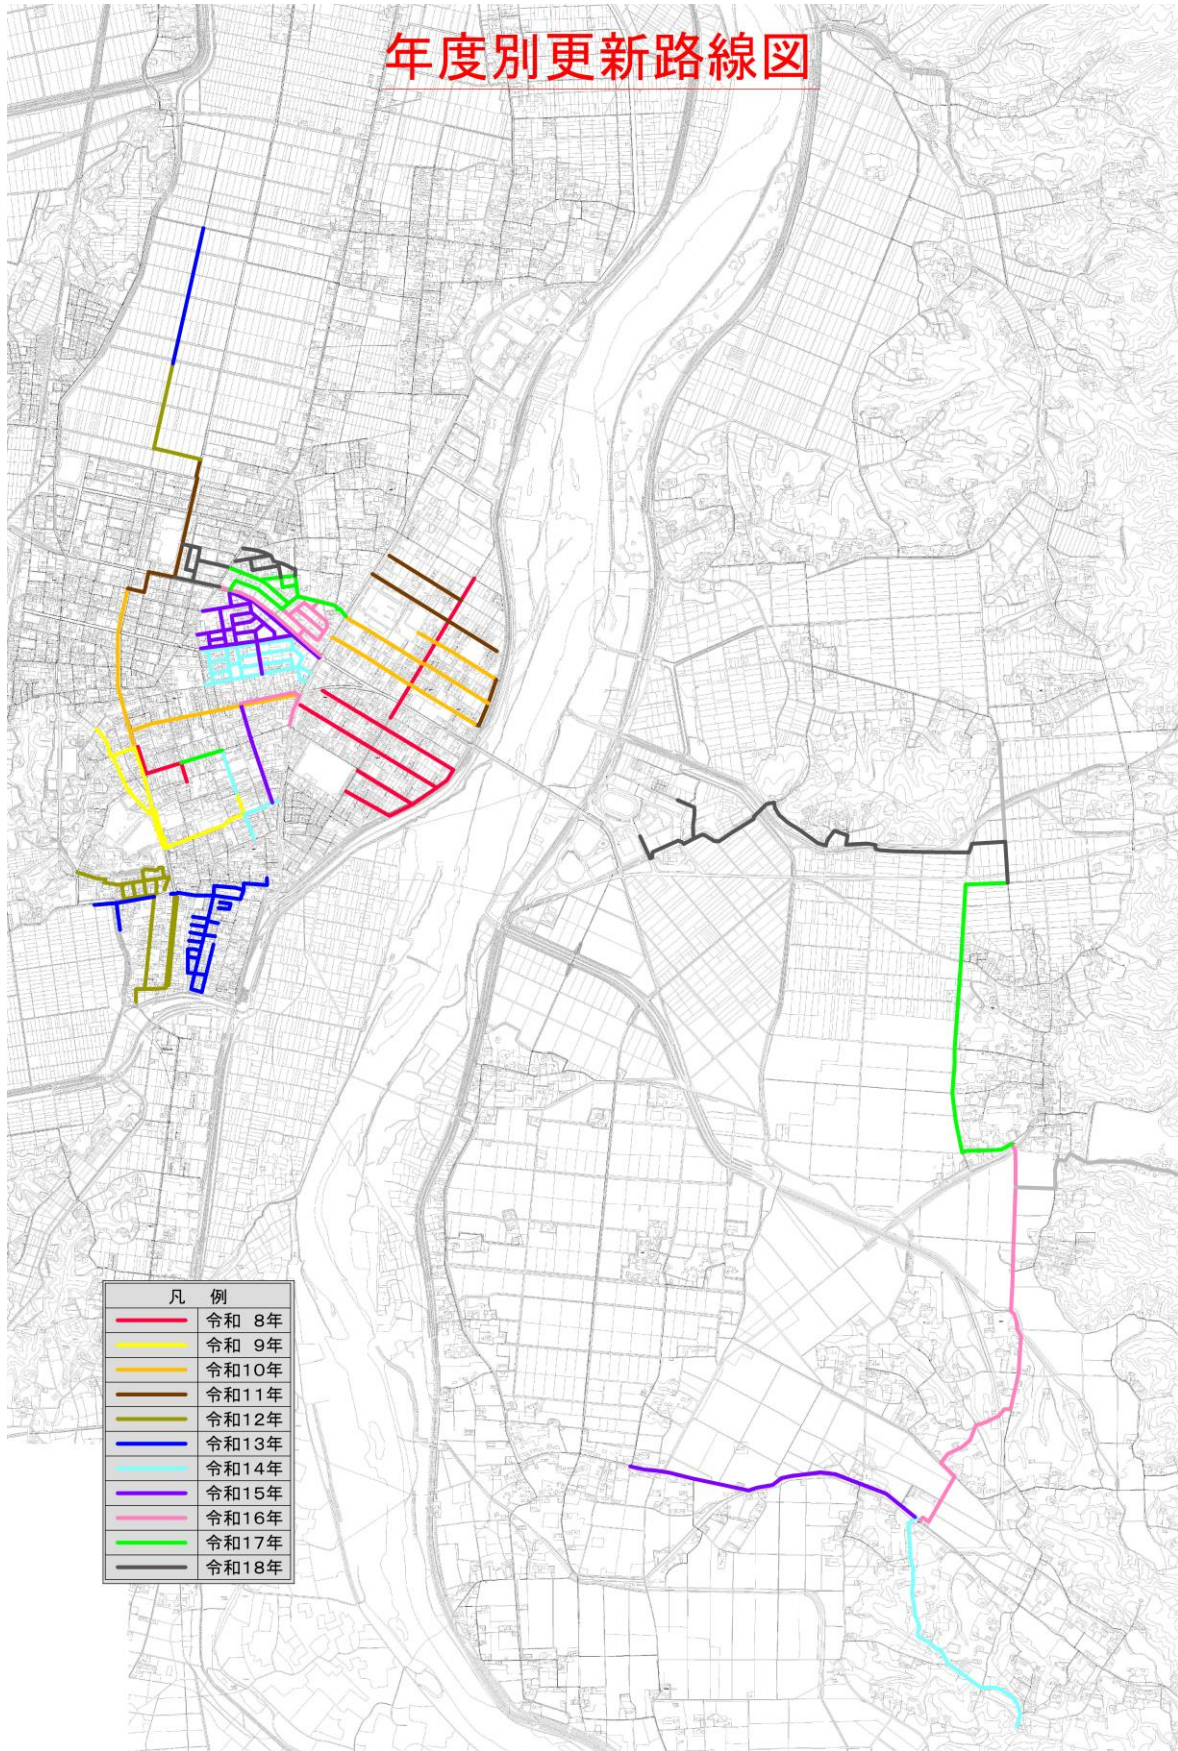 年度別更新路線図
凡 例
令和 8年
令和 9年
令和10年
令和11年
令和12年
令和13年
令和14年
令和15年
令和16年
令和17年
令和18年